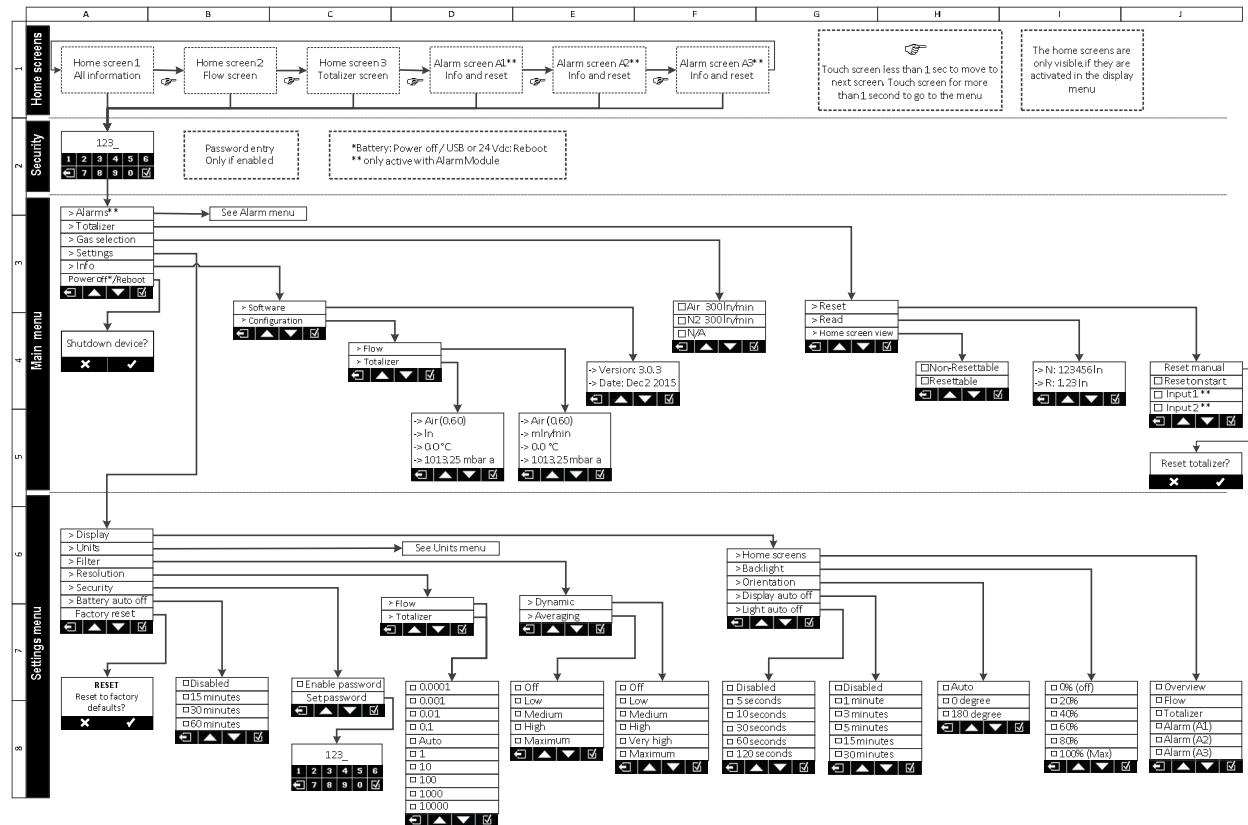 A B C D E F G H I J
1
Home screens
Home screen 1
All information
Home screen 2
Flow screen
Home screen 3
Totalizer screen
Alarm screen A1**
Info and reset
Alarm screen A2**
Info and reset
Alarm screen A3**
Info and reset
Touch screen less than 1 sec to move to
next screen. Touch screen for more
than 1 second to go to the menu
The home screens are
only visible if they are
activated in the display
menu
2
Security
123_
1 2 3 4 5 6
7 8 9 0
Password entry
Only if enabled
*Battery: Power off / USB or 24 Vdc: Reboot
** only active with Alarm Module
3
4
5
Main menu
> Alarms**
> Totalizer
> Gas selection
> Settings
> Info
Power off*/Reboot
See Alarm menu
Shutdown device?
> Software
> Configuration
> Flow
> Totalizer
-> Air (0,60)
-> ln
-> 0.0 °C
-> 1013,25 mbar a
-> Air (0,60)
-> mln/min
-> 0.0 °C
-> 1013,25 mbar a
-> Version: 3.0.3
-> Date: Dec 2 2015
Air 300 ln/min
N2 300 ln/min
N/A
> Reset
> Read
> Home screen view
Non-Resettable
Resettable
-> N: 123456 ln
-> R: 1,23 ln
Reset manual
Reset on start
Input 1 **
Input 2 **
Reset totalizer?
6
7
8
Settings menu
> Display
> Units
> Filter
> Resolution
> Security
> Battery auto off
Factory reset
See Units menu
RESET
Reset to factory
defaults?
Disabled
15 minutes
30 minutes
60 minutes
Enable password
Set password
123_
1 2 3 4 5 6
7 8 9 0
> Flow
> Totalizer
0.0001
0.001
0.01
0.1
Auto
1
10
100
1000
10000
> Dynamic
> Averaging
Off
Low
Medium
High
Maximum
Off
Low
Medium
High
Very high
Maximum
>Home screens
>Backlight
>Orientation
>Display auto off
>Light auto off
Disabled
5 seconds
10 seconds
30 seconds
60 seconds
120 seconds
Disabled
1 minute
3 minutes
5 minutes
15 minutes
30 minutes
Auto
0 degree
180 degree
0% (off)
20%
40%
60%
80%
100% (Max)
Overview
Flow
Totalizer
Alarm (A1)
Alarm (A2)
Alarm (A3)